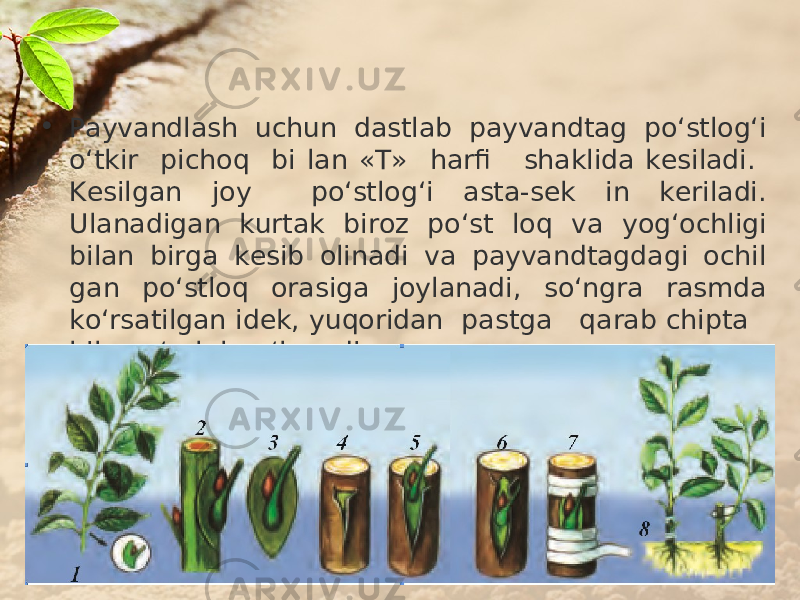 ARXIV.UZ
• Payvandlash uchun dastlab payvandtag po‘stlog‘i
o‘tkir pichoq bi lan «T» harfi shaklida kesiladi.
Kesilgan joy po‘stlog‘i asta-sek in keriladi.
Ulanadigan kurtak biroz po‘st loq va yog‘ochligi
ARXIV.UZ
bilan birga kesib olinadi va payvandtagdagi ochil
gan po‘stloq orasiga joylanadi, so‘ngra rasmda
ko‘rsatilgan idek, yuqoridan pastga qarab chipta
ARXIV.UZ
2 3 4 5 6 7
8
1
ARXIV.UZ